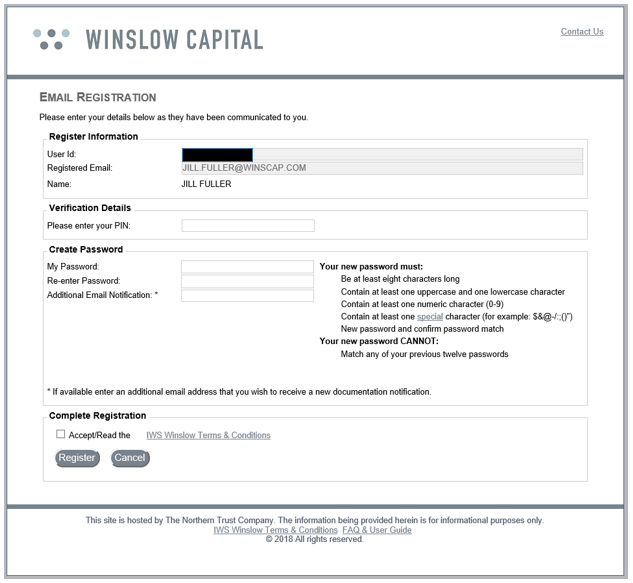 WINSLOW CAPITAL
Contact Us
EMAIL REGISTRATION
Please enter your details below as they have been communicated to you.
Register Information
User Id:
Registered Email: JILL.FULLER@WINSCAP.COM
Name: JILL FULLER
Verification Details
Please enter your PIN:
Create Password
My Password:
Re-enter Password:
Additional Email Notification: *
Your new password must:
Be at least eight characters long
Contain at least one uppercase and one lowercase character
Contain at least one numeric character (0-9)
Contain at least one special character (for example: $&@-/:;()")
New password and confirm password match
Your new password CANNOT:
Match any of your previous twelve passwords
* If available enter an additional email address that you wish to receive a new documentation notification.
Complete Registration
Accept/Read the IWS Winslow Terms & Conditions
Register Cancel
This site is hosted by The Northern Trust Company. The information being provided herein is for informational purposes only.
IWS Winslow Terms & Conditions FAQ & User Guide
© 2018 All rights reserved.